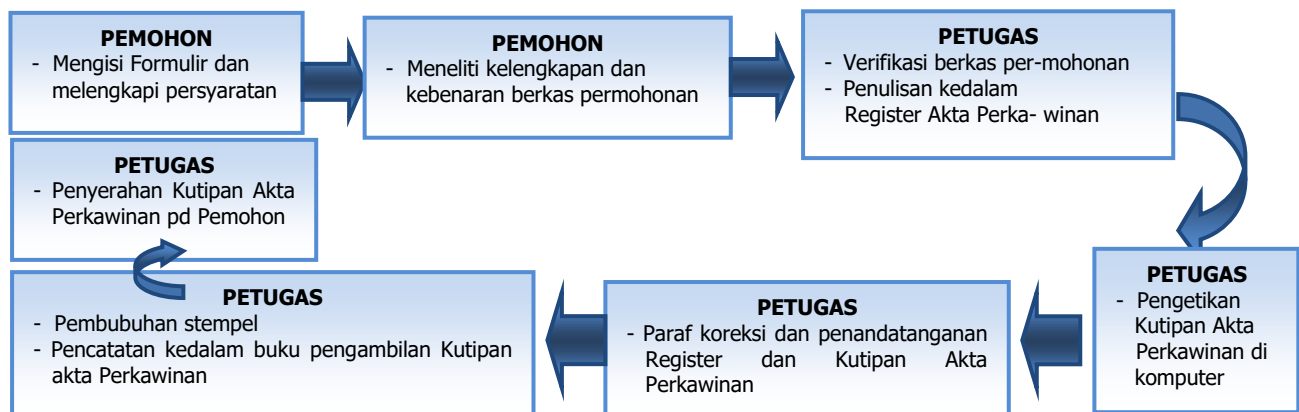 PEMOHON
- Mengisi Formulir dan
melengkapi persyaratan
PEMOHON
- Meneliti kelengkapan dan
kebenaran berkas permohonan
PETUGAS
- Verifikasi berkas per-mohonan
- Penulisan kedalam
Register Akta Perka- winan
PETUGAS
- Pengetikan
Kutipan Akta
Perkawinan di
komputer
PETUGAS
- Paraf koreksi dan penandatanganan
Register dan Kutipan Akta
Perkawinan
PETUGAS
- Pembubuhan stempel
- Pencatatan kedalam buku pengambilan Kutipan
akta Perkawinan
PETUGAS
- Penyerahan Kutipan Akta
Perkawinan pd Pemohon